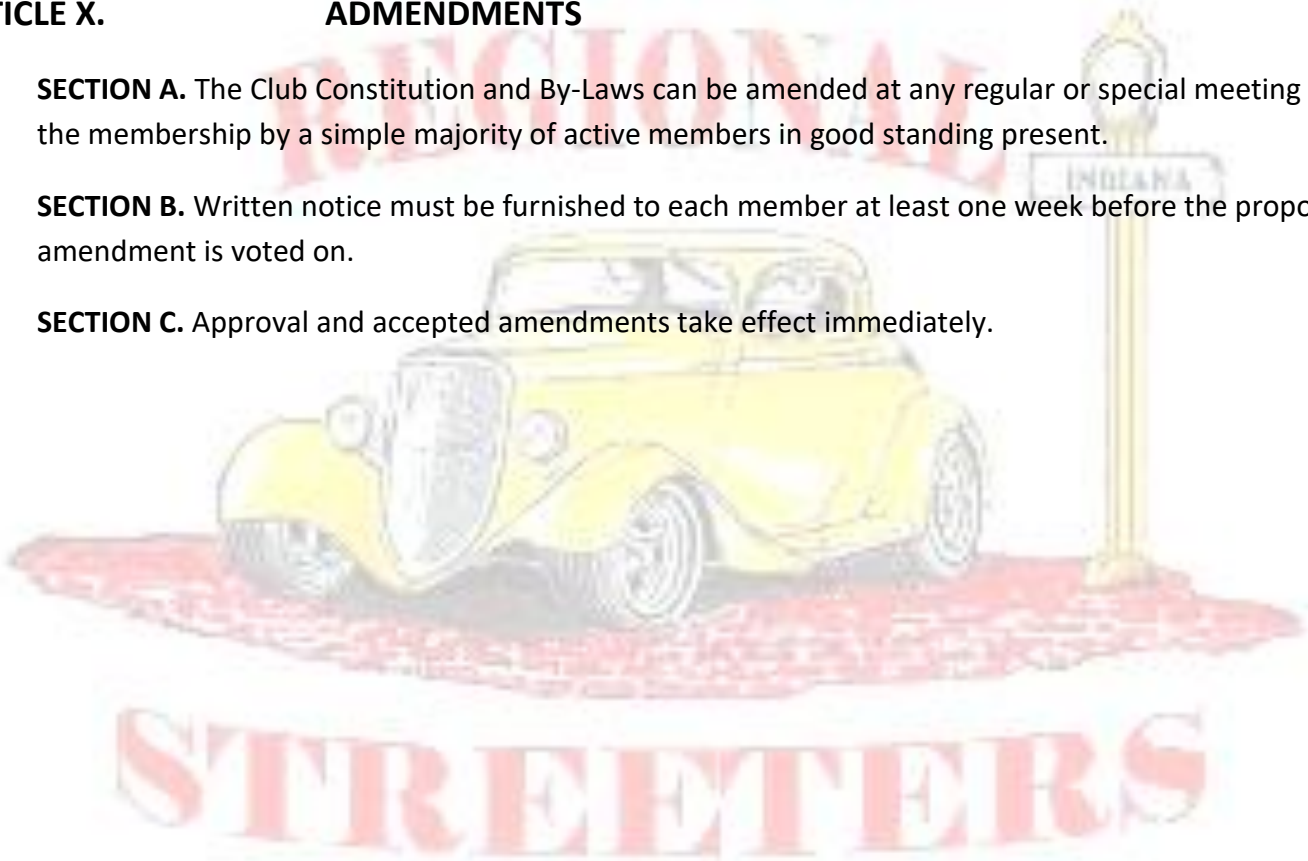 TICLE X. ADMENDMENTS
SECTION A. The Club Constitution and By-Laws can be amended at any regular or special meeting
the membership by a simple majority of active members in good standing present.
SECTION B. Written notice must be furnished to each member at least one week before the propo
amendment is voted on.
SECTION C. Approval and accepted amendments take effect immediately.
REGIONAL
INDIANA
STREETERS